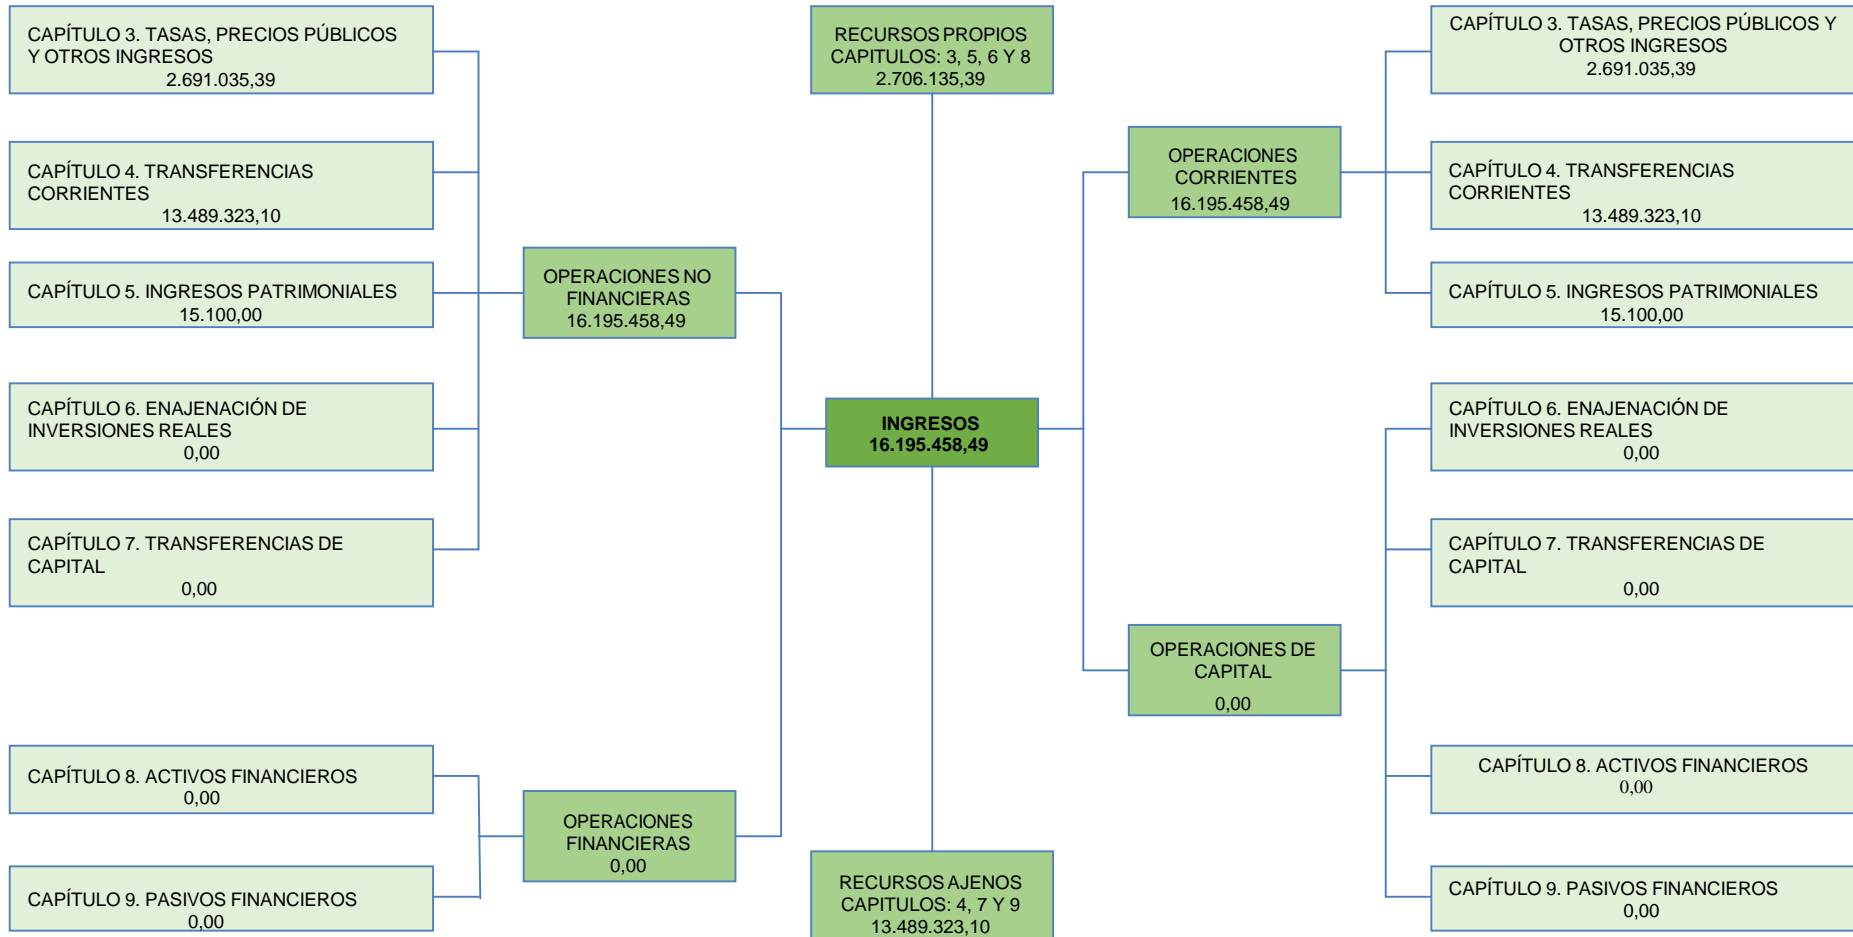 CAPÍTULO 3. TASAS, PRECIOS PÚBLICOS
Y OTROS INGRESOS
2.691.035,39
CAPÍTULO 4. TRANSFERENCIAS
CORRIENTES
13.489.323,10
CAPÍTULO 5. INGRESOS PATRIMONIALES
15.100,00
CAPÍTULO 6. ENAJENACIÓN DE
INVERSIONES REALES
0,00
CAPÍTULO 7. TRANSFERENCIAS DE
CAPITAL
0,00
CAPÍTULO 8. ACTIVOS FINANCIEROS
0,00
CAPÍTULO 9. PASIVOS FINANCIEROS
0,00
OPERACIONES NO
FINANCIERAS
16.195.458,49
OPERACIONES
FINANCIERAS
0,00
RECURSOS PROPIOS
CAPITULOS: 3, 5, 6 Y 8
2.706.135,39
INGRESOS
16.195.458,49
RECURSOS AJENOS
CAPITULOS: 4, 7 Y 9
13.489.323,10
OPERACIONES
CORRIENTES
16.195.458,49
OPERACIONES DE
CAPITAL
0,00
CAPÍTULO 3. TASAS, PRECIOS PÚBLICOS Y
OTROS INGRESOS
2.691.035,39
CAPÍTULO 4. TRANSFERENCIAS
CORRIENTES
13.489.323,10
CAPÍTULO 5. INGRESOS PATRIMONIALES
15.100,00
CAPÍTULO 6. ENAJENACIÓN DE
INVERSIONES REALES
0,00
CAPÍTULO 7. TRANSFERENCIAS DE
CAPITAL
0,00
CAPÍTULO 8. ACTIVOS FINANCIEROS
0,00
CAPÍTULO 9. PASIVOS FINANCIEROS
0,00